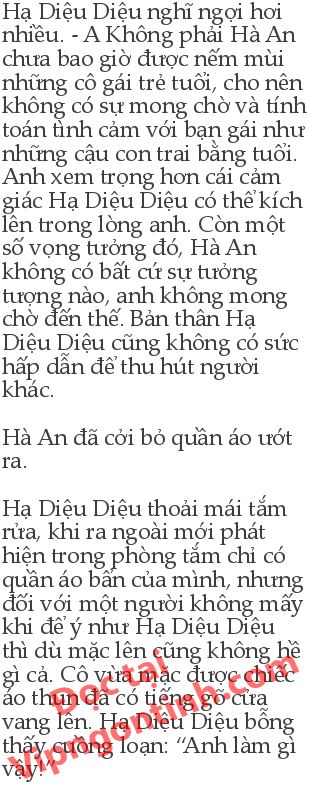 Hạ Diệu Diệu nghĩ ngợi hơi
nhiều. - A Không phải Hà An
chưa bao giờ được nếm mùi
những cô gái trẻ tuổi, cho nên
không có sự mong chờ và tính
toán tình cảm với bạn gái như
những cậu con trai bằng tuổi.
Anh xem trọng hơn cái cảm
giác Hạ Diệu Diệu có thể kích
lên trong lòng anh. Còn một
số vọng tưởng đó, Hà An
không có bất cứ sự tưởng
tượng nào, anh không mong
chờ đến thế. Bản thân Hạ
Diệu Diệu cũng không có sức
hấp dẫn để thu hút người
khác.
Hà An đã cởi bỏ quần áo ướt
ra.
Hạ Diệu Diệu thoải mái tắm
rửa, khi ra ngoài mới phát
hiện trong phòng tắm chỉ có
quần áo bẩn của mình, nhưng
đối với một người không mấy
khi để ý như Hạ Diệu Diệu
thì dù mặc lên cũng không hề
gì cả. Cô vừa mặc được chiếc
áo thun đã có tiếng gõ cửa
vang lên. Hạ Diệu Diệu bỗng
thấy cuồng loạn: “Anh làm gì
vậy!”
Đọc tại
Vipngontinh.com